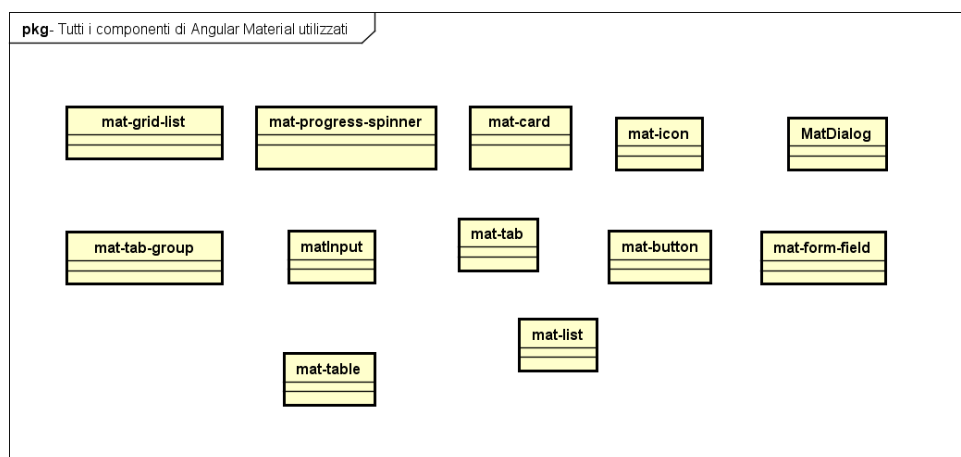 pkg- Tutti i componenti di Angular Material utilizzati
mat-grid-list
mat-progress-spinner
mat-card
mat-icon
MatDialog
mat-tab-group
matInput
mat-tab
mat-button
mat-form-field
mat-list
mat-table